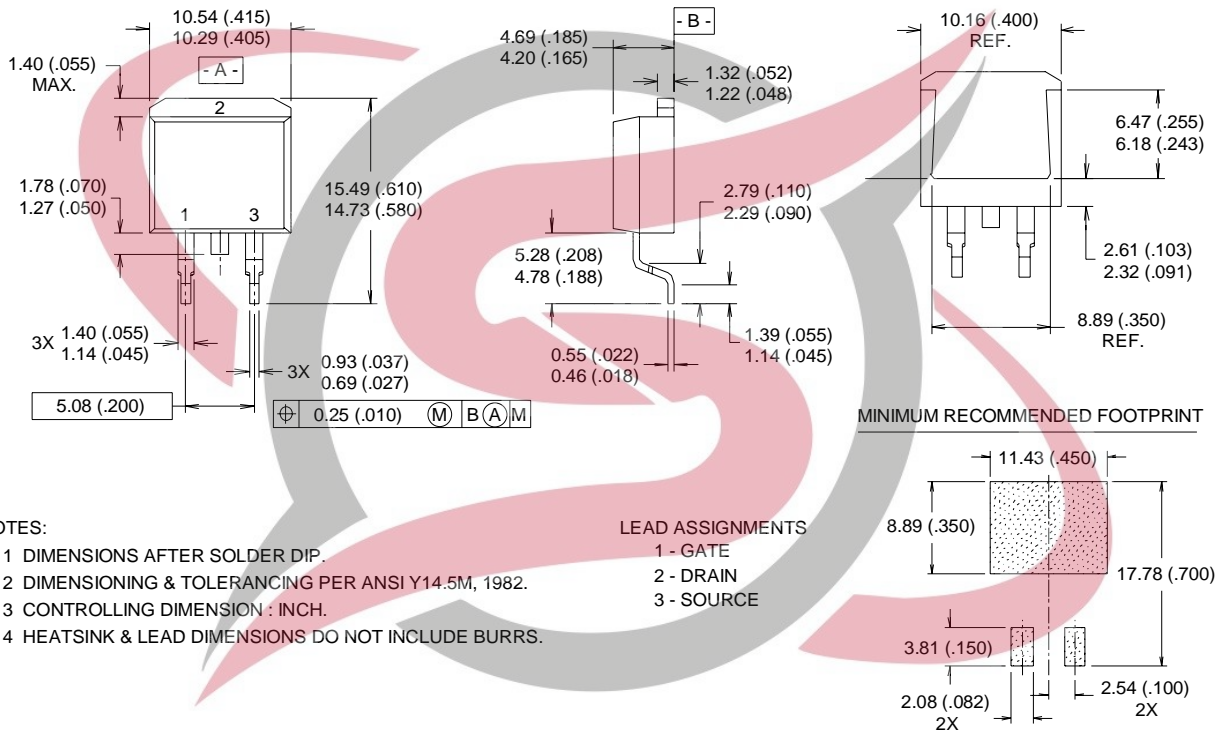 10.54 (.415)
10.29 (.405)
- A -
1.40 (.055)
MAX.
2
1.78 (.070)
1.27 (.050)
1
3
15.49 (.610)
14.73 (.580)
3X
1.40 (.055)
1.14 (.045)
3X
0.93 (.037)
0.69 (.027)
5.08 (.200)
⌖ 0.25 (.010) Ⓜ B Ⓐ M
- B -
4.69 (.185)
4.20 (.165)
1.32 (.052)
1.22 (.048)
2.79 (.110)
2.29 (.090)
5.28 (.208)
4.78 (.188)
1.39 (.055)
1.14 (.045)
0.55 (.022)
0.46 (.018)
10.16 (.400)
REF.
6.47 (.255)
6.18 (.243)
2.61 (.103)
2.32 (.091)
8.89 (.350)
REF.
MINIMUM RECOMMENDED FOOTPRINT
11.43 (.450)
8.89 (.350)
17.78 (.700)
3.81 (.150)
2.08 (.082)
2X
2.54 (.100)
2X
OTES:
1 DIMENSIONS AFTER SOLDER DIP.
2 DIMENSIONING & TOLERANCING PER ANSI Y14.5M, 1982.
3 CONTROLLING DIMENSION : INCH.
4 HEATSINK & LEAD DIMENSIONS DO NOT INCLUDE BURRS.
LEAD ASSIGNMENTS
1 - GATE
2 - DRAIN
3 - SOURCE